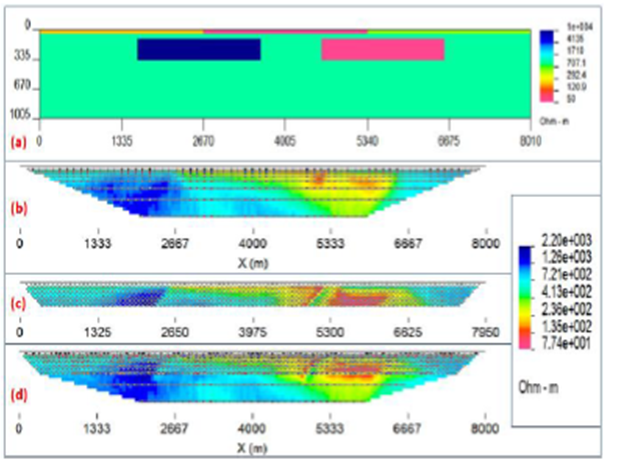 0
335
670
1005
(a)
0 1335 2670 4005 5340 6675 8010
1e+004
4135
1710
707.1
292.4
120.9
50
Ohm - m
(b)
0 1333 2667 4000 5333 6667 8000
X (m)
(c)
0 1325 2650 3975 5300 6625 7950
(d)
0 1333 2667 4000 5333 6667 8000
X (m)
2.20e+003
1.26e+003
7.21e+002
4.13e+002
2.36e+002
1.35e+002
7.74e+001
Ohm - m